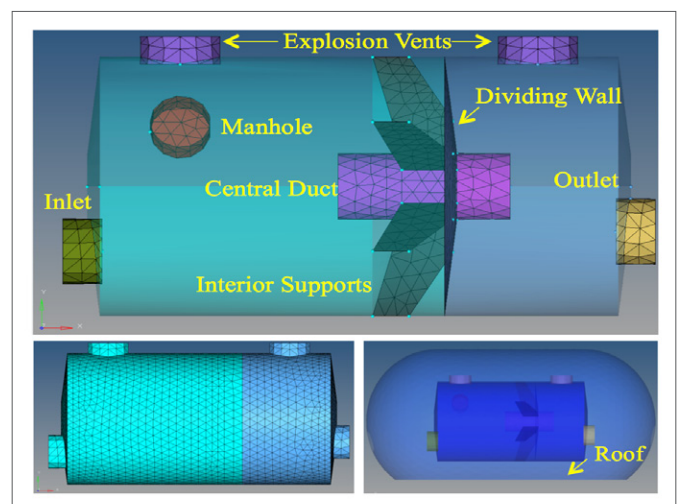 Explosion Vents
Dividing Wall
Manhole
Central Duct
Outlet
Inlet
Interior Supports
Roof